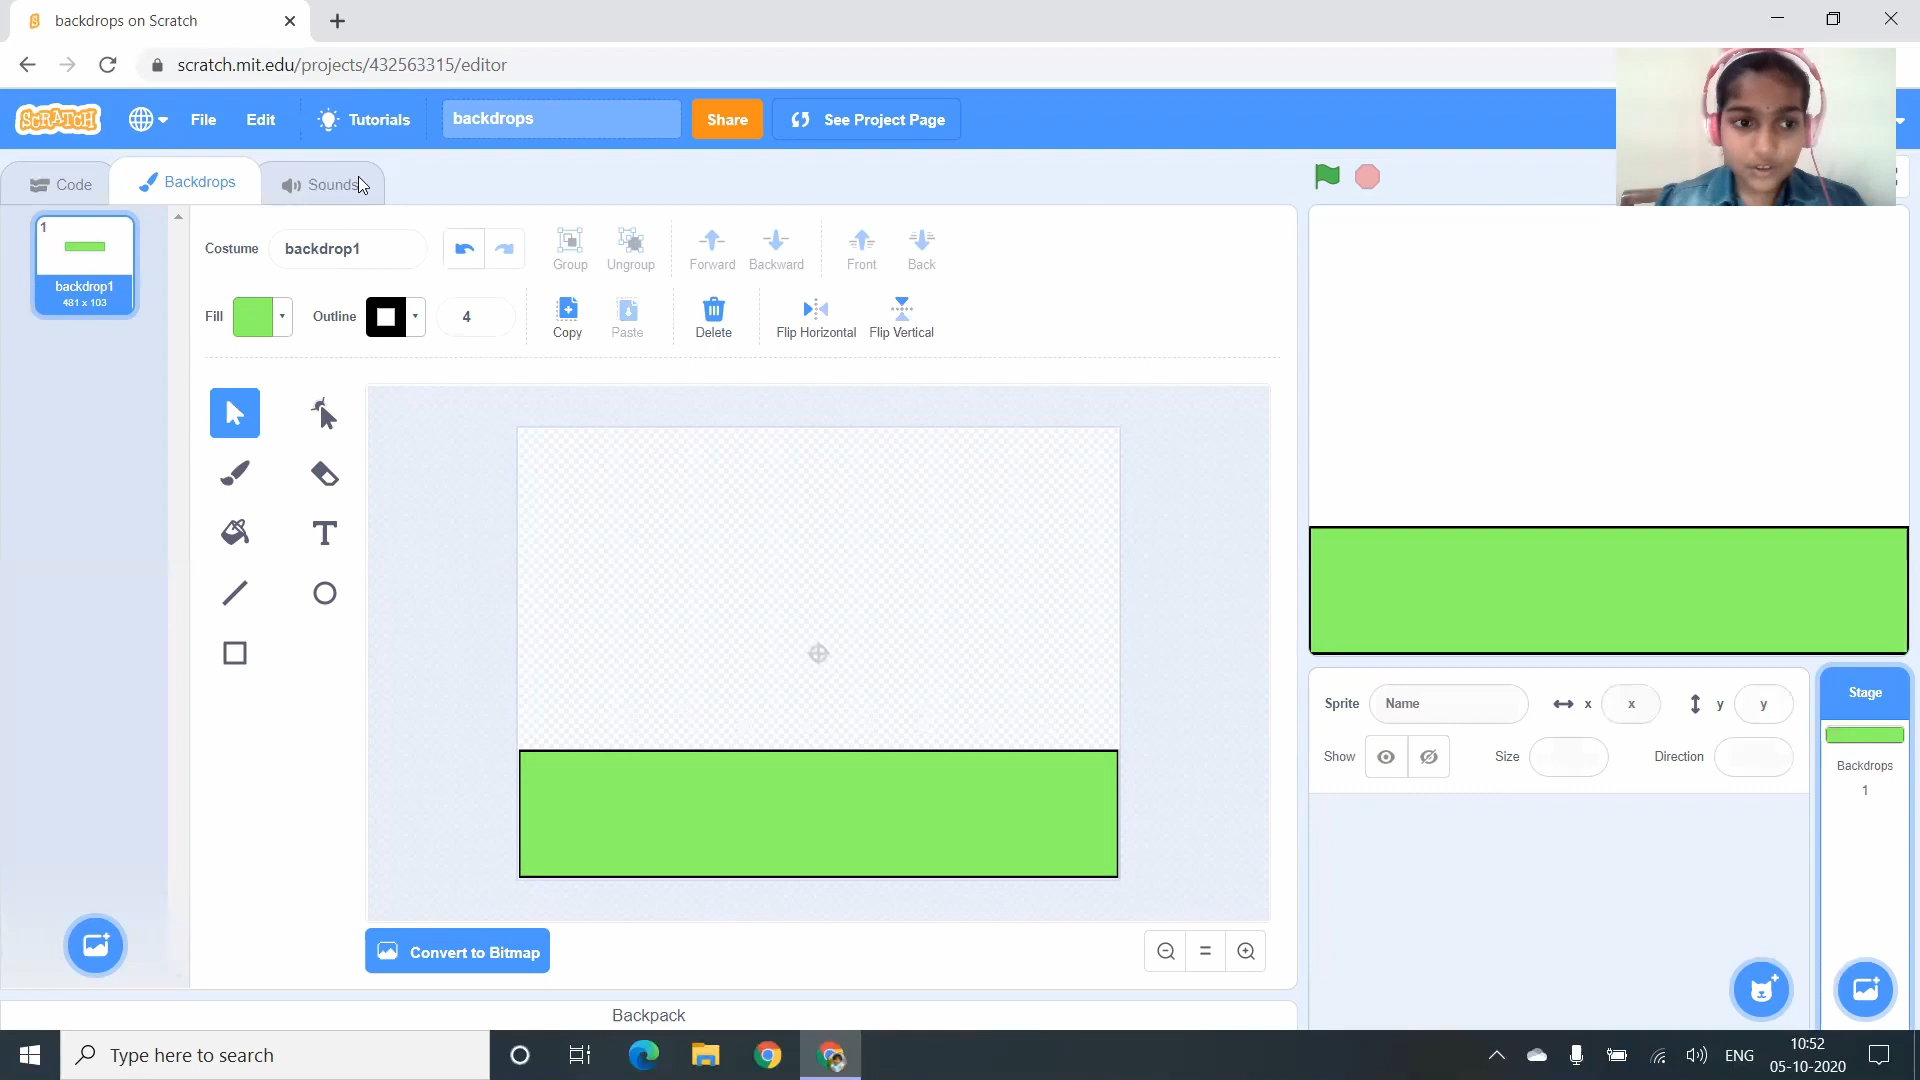 backdrops on Scratch
scratch.mit.edu/projects/432563315/editor
SCRATCH File Edit Tutorials backdrops Share See Project Page
Code Backdrops Sounds
1
backdrop1
481 x 103
Costume backdrop1 Group Ungroup Forward Backward Front Back
Fill Outline 4 Copy Paste Delete Flip Horizontal Flip Vertical
T
Convert to Bitmap
Backpack
Sprite Name x x y y
Show Size Direction
Stage
Backdrops
1
Type here to search
ENG
10:52
05-10-2020